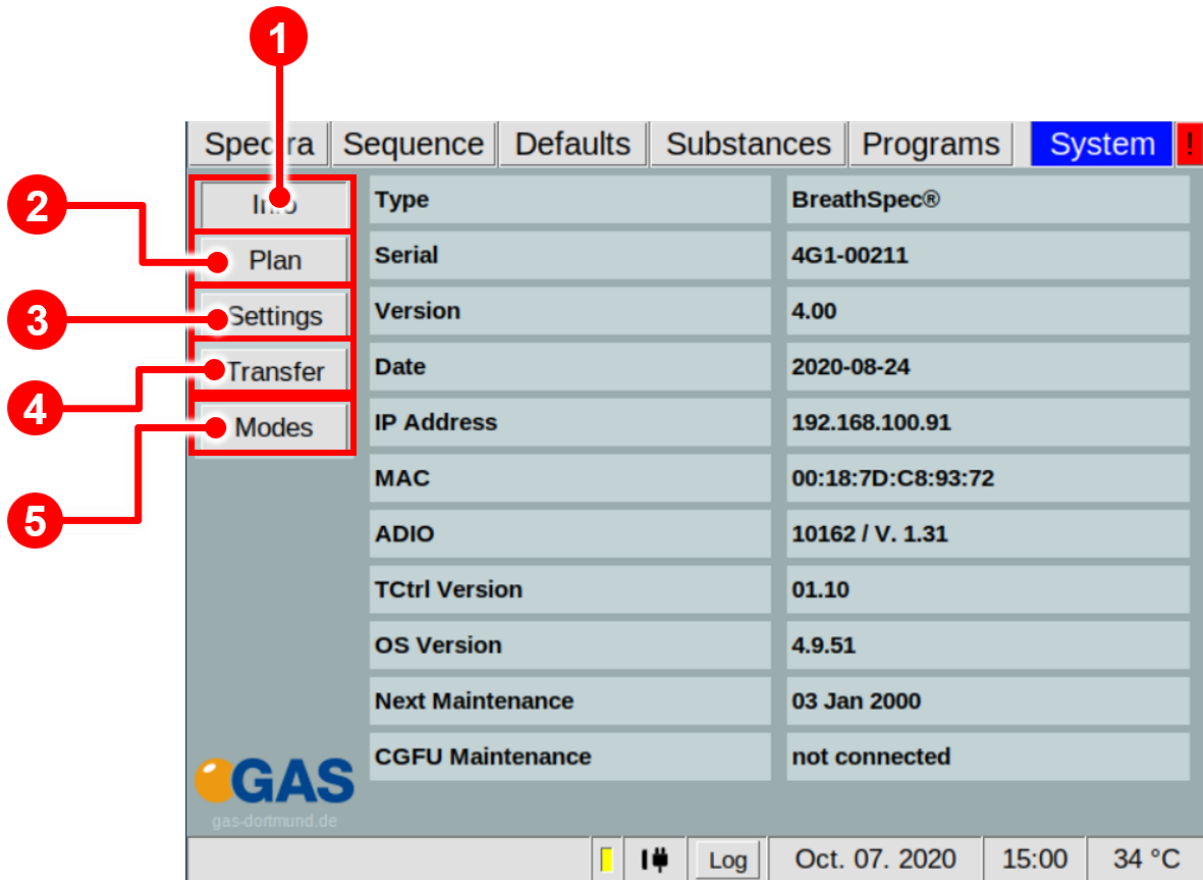 1
Spectra Sequence Defaults Substances Programs System !
2
3
4
5
Info
Plan
Settings
Transfer
Modes
Type BreathSpec®
Serial 4G1-00211
Version 4.00
Date 2020-08-24
IP Address 192.168.100.91
MAC 00:18:7D:C8:93:72
ADIO 10162 / V. 1.31
TCtrl Version 01.10
OS Version 4.9.51
Next Maintenance 03 Jan 2000
CGFU Maintenance not connected
GAS
gas-dortmund.de
Log Oct. 07. 2020 15:00 34 °C